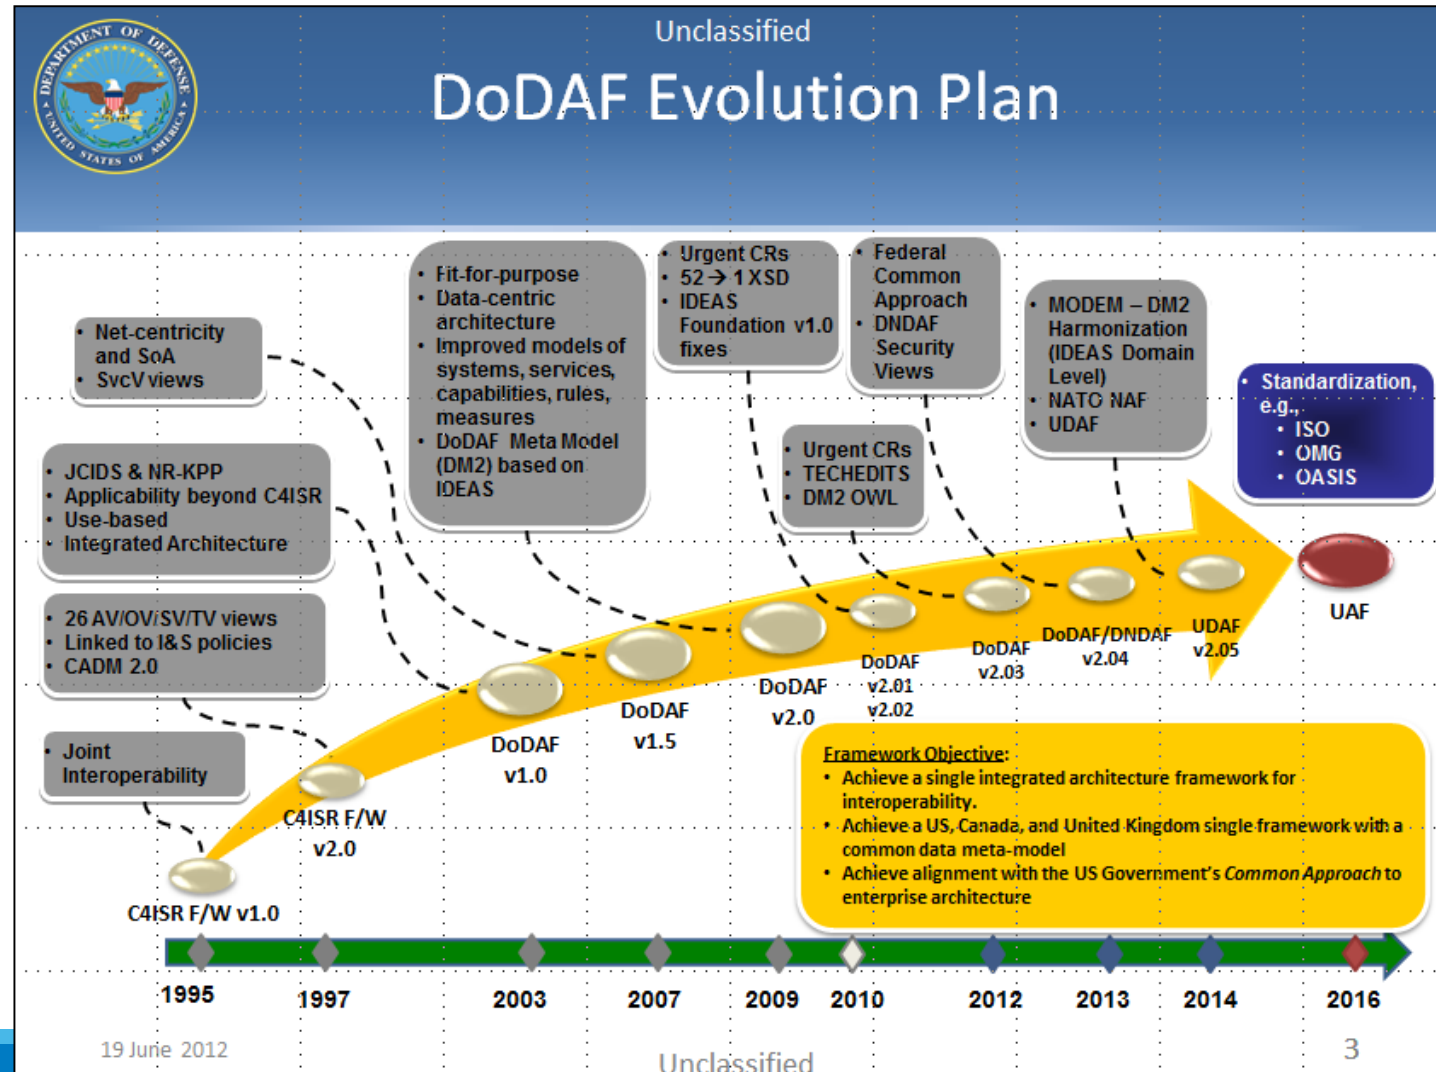 Unclassified
DEPARTMENT OF DEFENSE
UNITED STATES OF AMERICA
DoDAF Evolution Plan
• Net-centricity
and SoA
• SvcV views
• Fit-for-purpose
• Data-centric
architecture
• Improved models of
systems, services,
capabilities, rules,
measures
• DoDAF Meta Model
(DM2) based on
IDEAS
• Urgent CRs
• 52 → 1 XSD
• IDEAS
Foundation v1.0
fixes
• Federal
Common
Approach
• DNDAF
Security
Views
• MODEM – DM2
Harmonization
(IDEAS Domain
Level)
• NATO NAF
• UDAF
• Standardization,
e.g.,
• ISO
• OMG
• OASIS
• JCIDS & NR-KPP
• Applicability beyond C4ISR
• Use-based
• Integrated Architecture
• Urgent CRs
• TECHEDITS
• DM2 OWL
• 26 AV/OV/SV/TV views
• Linked to I&S policies
• CADM 2.0
• Joint
Interoperability
C4ISR F/W v1.0
C4ISR F/W
v2.0
DoDAF
v1.0
DoDAF
v1.5
DoDAF
v2.0
DoDAF
v2.01
v2.02
DoDAF
v2.03
DoDAF/DNDAF
v2.04
UDAF
v2.05
UAF
Framework Objective:
• Achieve a single integrated architecture framework for
interoperability.
• Achieve a US, Canada, and United Kingdom single framework with a
common data meta-model
• Achieve alignment with the US Government's Common Approach to
enterprise architecture
1995
1997
2003
2007
2009
2010
2012
2013
2014
2016
19 June 2012
Unclassified
3